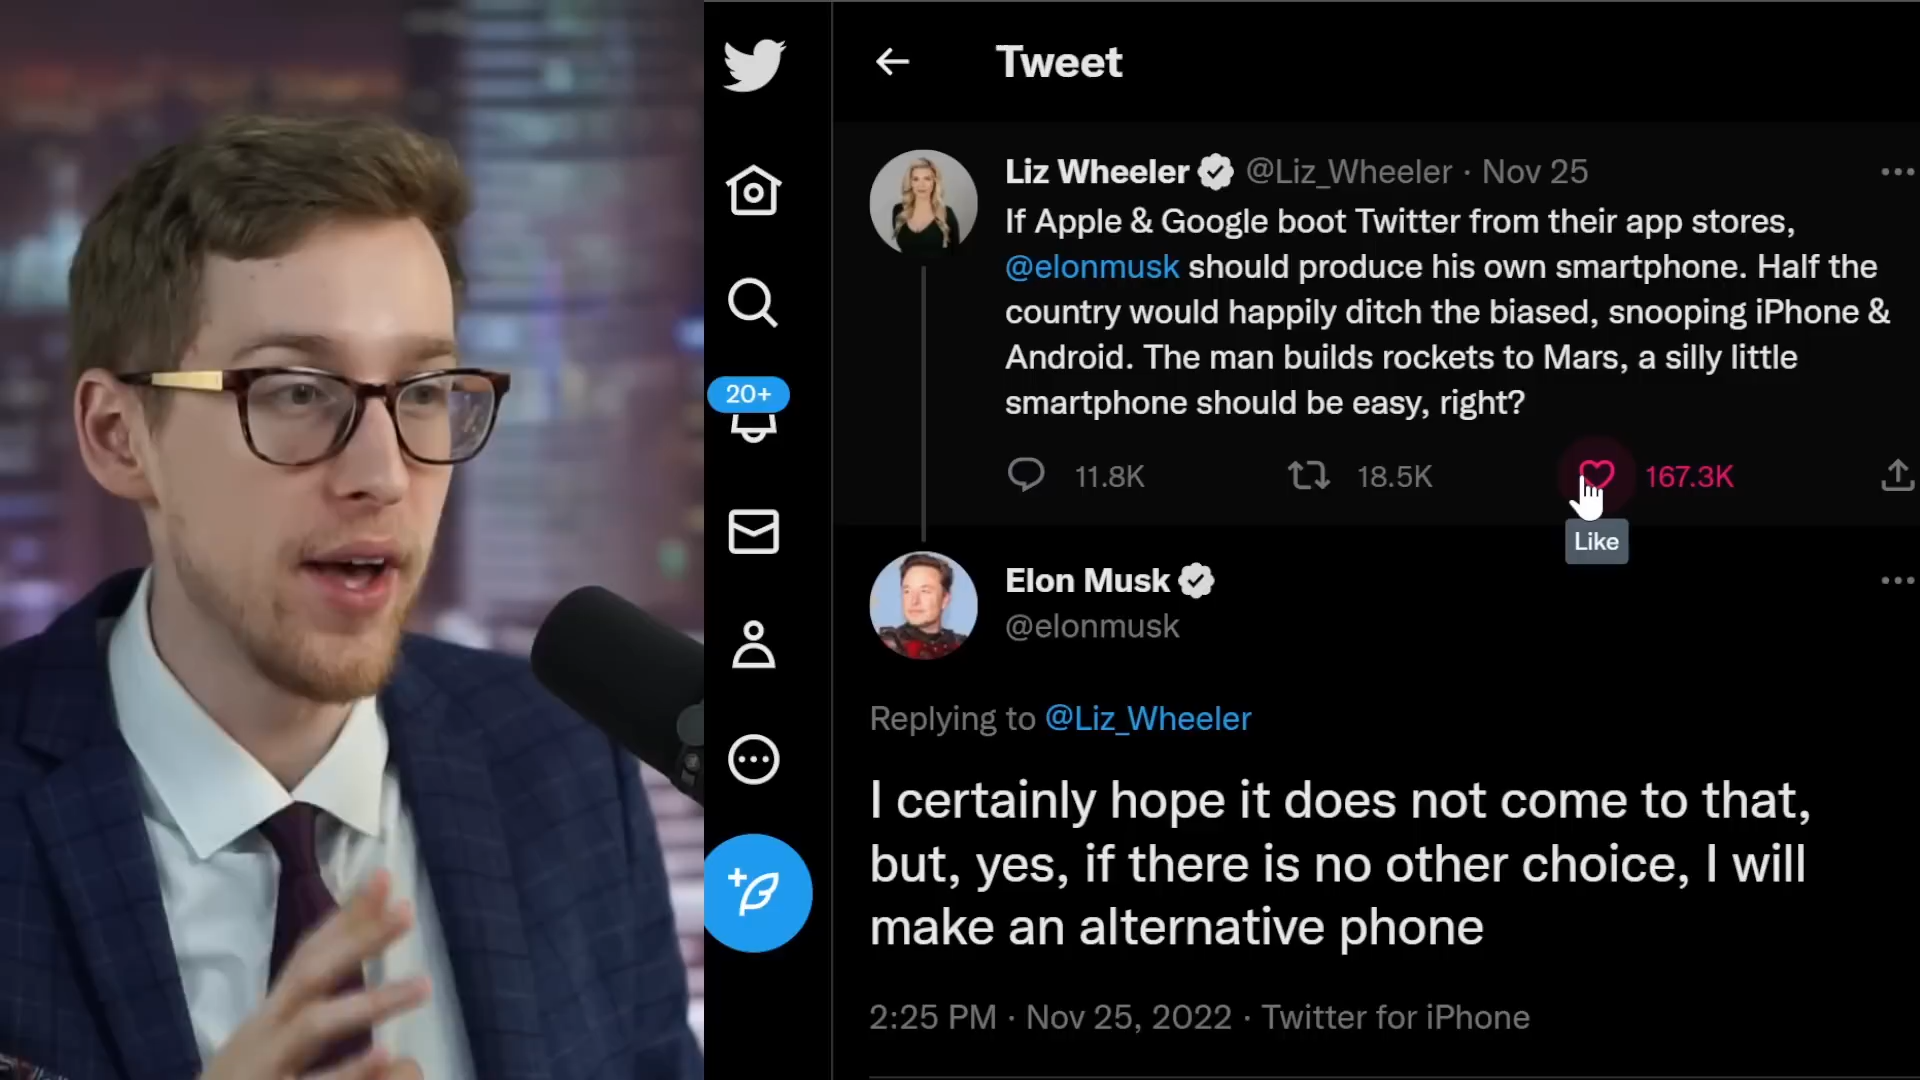 Tweet
Liz Wheeler @Liz_Wheeler · Nov 25
If Apple & Google boot Twitter from their app stores,
@elonmusk should produce his own smartphone. Half the
country would happily ditch the biased, snooping iPhone &
Android. The man builds rockets to Mars, a silly little
smartphone should be easy, right?
20+
11.8K 18.5K 167.3K
Like
Elon Musk
@elonmusk
Replying to @Liz_Wheeler
I certainly hope it does not come to that,
but, yes, if there is no other choice, I will
make an alternative phone
2:25 PM · Nov 25, 2022 · Twitter for iPhone